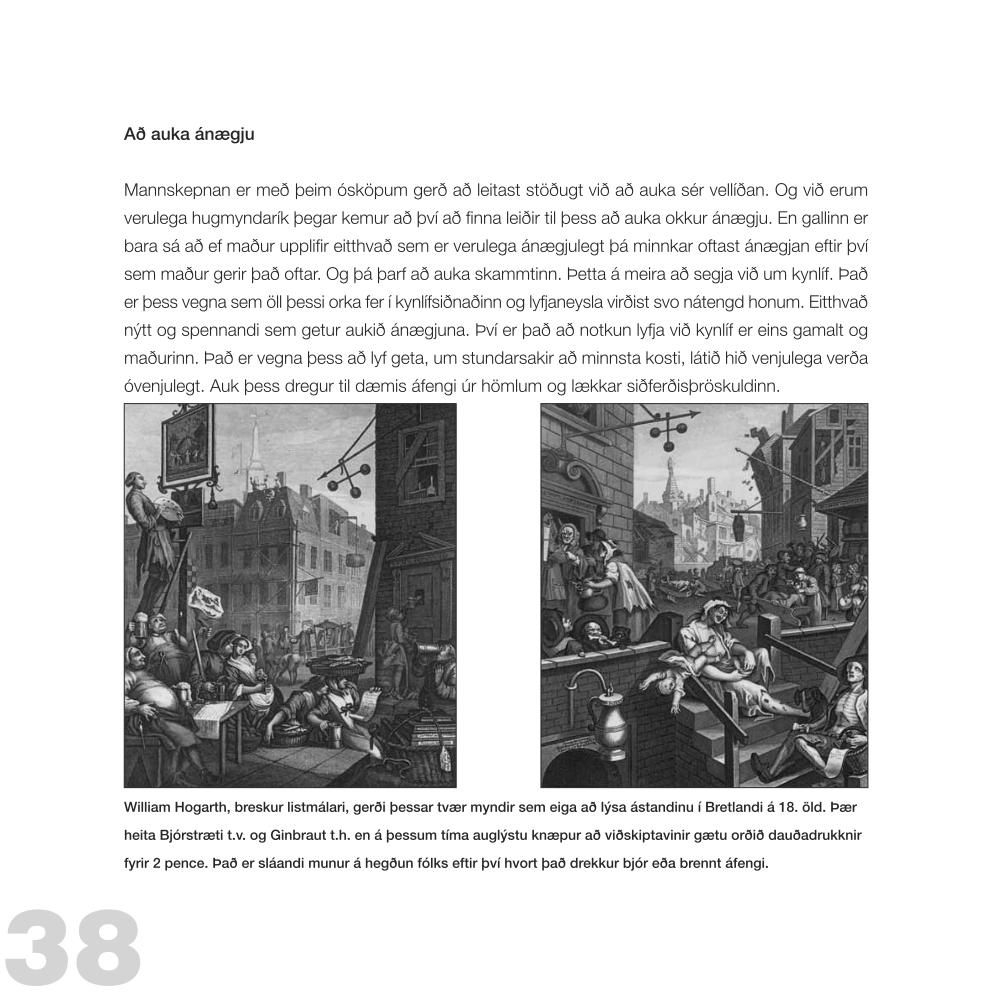 Að auka ánægju
Mannskepnan er með þeim ósköpum gerð að leitast stöðugt við að auka sér vellíðan. Og við erum
verulega hugmyndarík þegar kemur að því að finna leiðir til þess að auka okkur ánægju. En gallinn er
bara sá að ef maður upplifir eitthvað sem er verulega ánægjulegt þá minnkar oftast ánægjan eftir því
sem maður gerir það oftar. Og þá þarf að auka skammtinn. Þetta á meira að segja við um kynlíf. Það
er þess vegna sem öll þessi orka fer í kynlífsiðnaðinn og lyfjaneysla virðist svo nátengd honum. Eitthvað
nýtt og spennandi sem getur aukið ánægjuna. Því er það að notkun lyfja við kynlíf er eins gamalt og
maðurinn. Það er vegna þess að lyf geta, um stundarsakir að minnsta kosti, látið hið venjulega verða
óvenjulegt. Auk þess dregur til dæmis áfengi úr hömlum og lækkar siðferðisþröskuldinn.
William Hogarth, breskur listmálari, gerði þessar tvær myndir sem eiga að lýsa ástandinu í Bretlandi á 18. öld. Þær
heita Bjórstræti t.v. og Ginbraut t.h. en á þessum tíma auglýstu knæpur að viðskiptavinir gætu orðið dauðadrukknir
fyrir 2 pence. Það er sláandi munur á hegðun fólks eftir því hvort það drekkur bjór eða brennt áfengi.
38